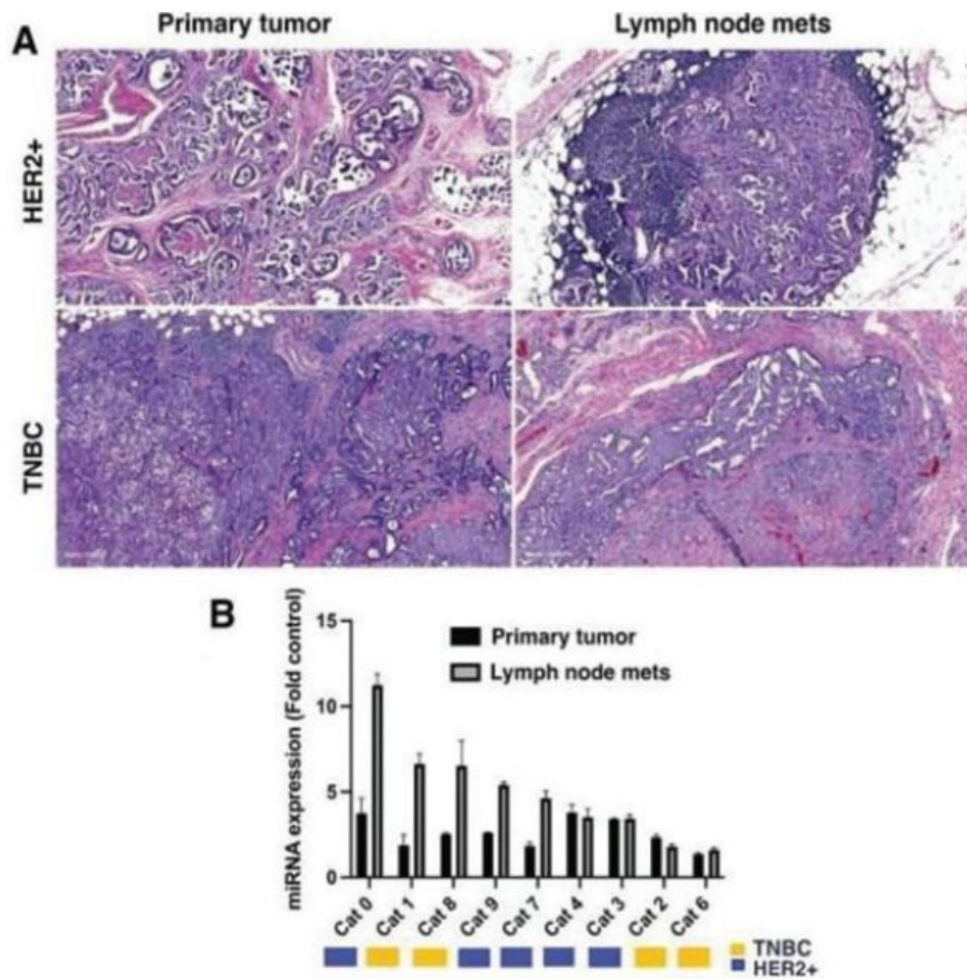 Primary tumor Lymph node mets
A
HER2+
TNBC
B
miRNA expression (Fold control)
15
10
5
0
Primary tumor
Lymph node mets
Cat 0 Cat 1 Cat 8 Cat 9 Cat 7 Cat 4 Cat 3 Cat 2 Cat 6
TNBC
HER2+